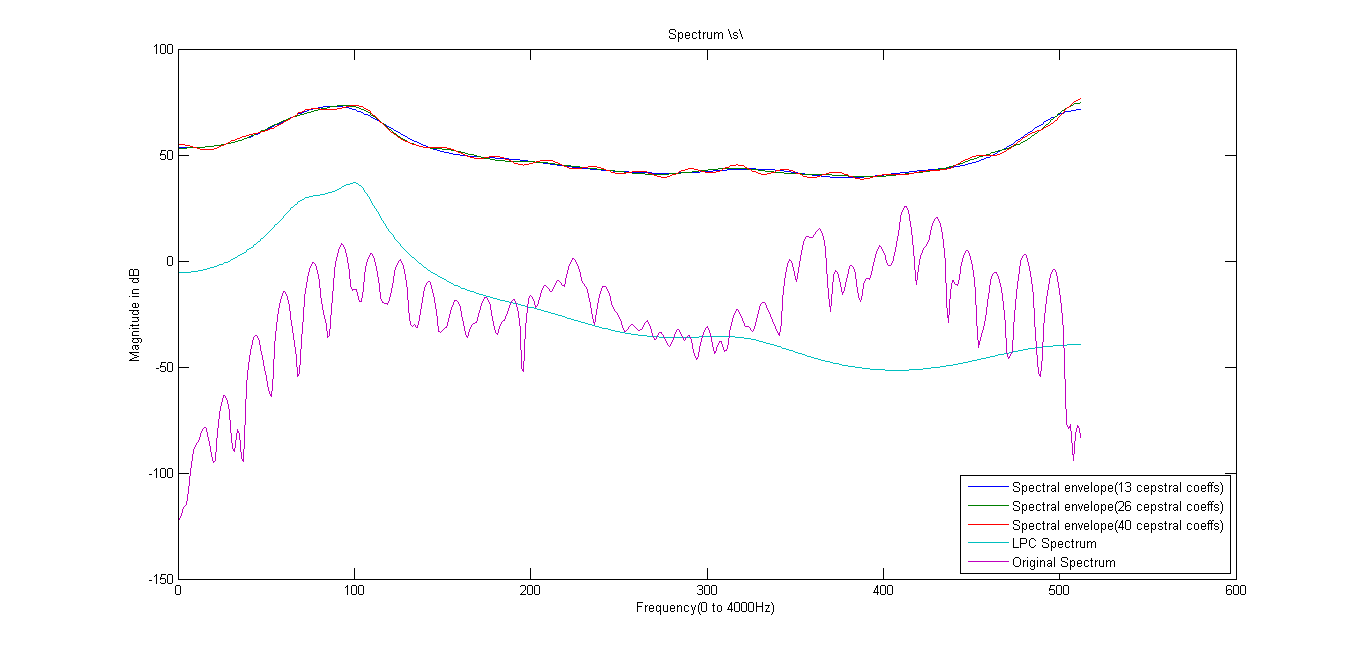 Spectrum \s\
100
50
0
-50
-100
-150
Magnitude in dB
0 100 200 300 400 500 600
Frequency(0 to 4000Hz)
Spectral envelope(13 cepstral coeffs)
Spectral envelope(26 cepstral coeffs)
Spectral envelope(40 cepstral coeffs)
LPC Spectrum
Original Spectrum